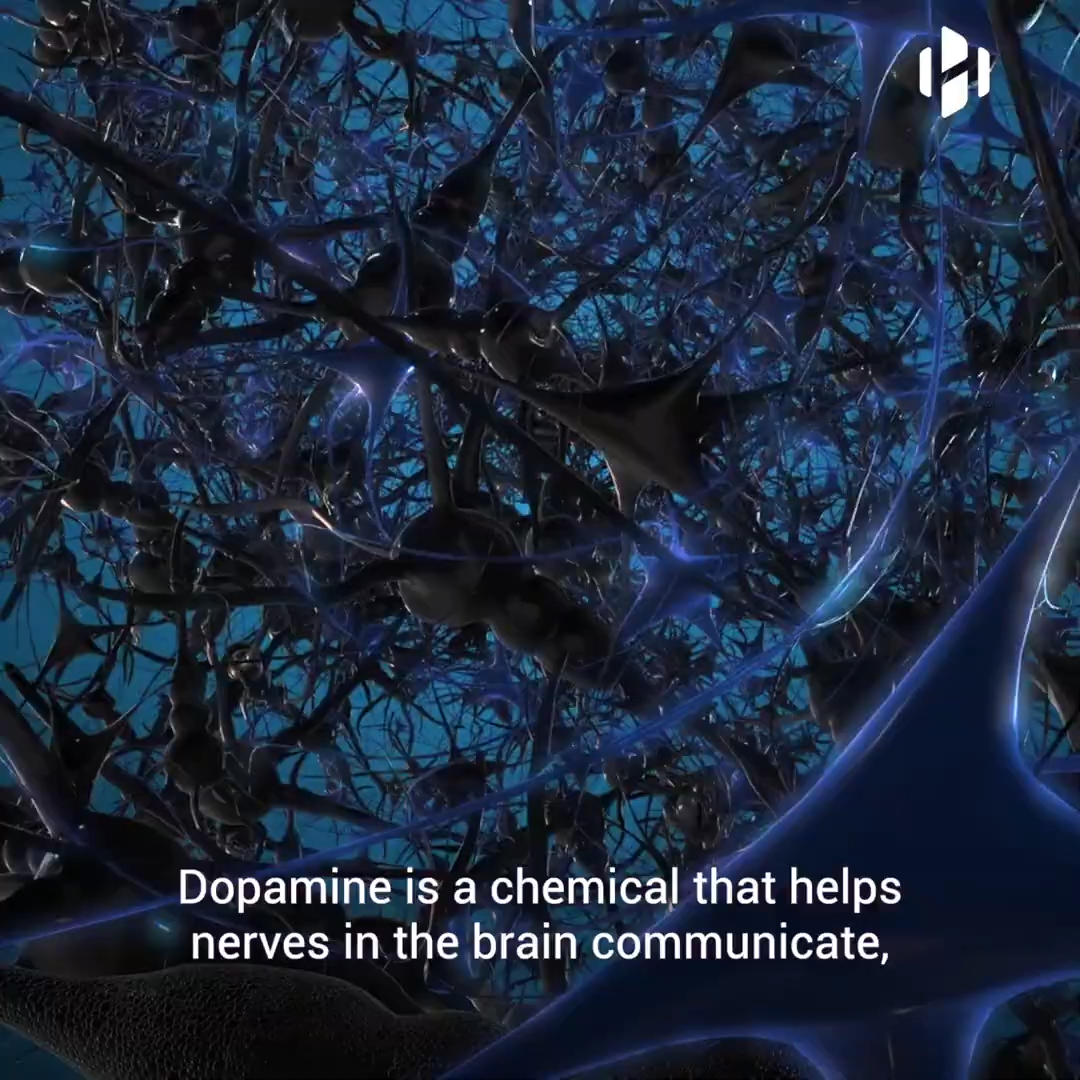 Dopamine is a chemical that helps
nerves in the brain communicate,